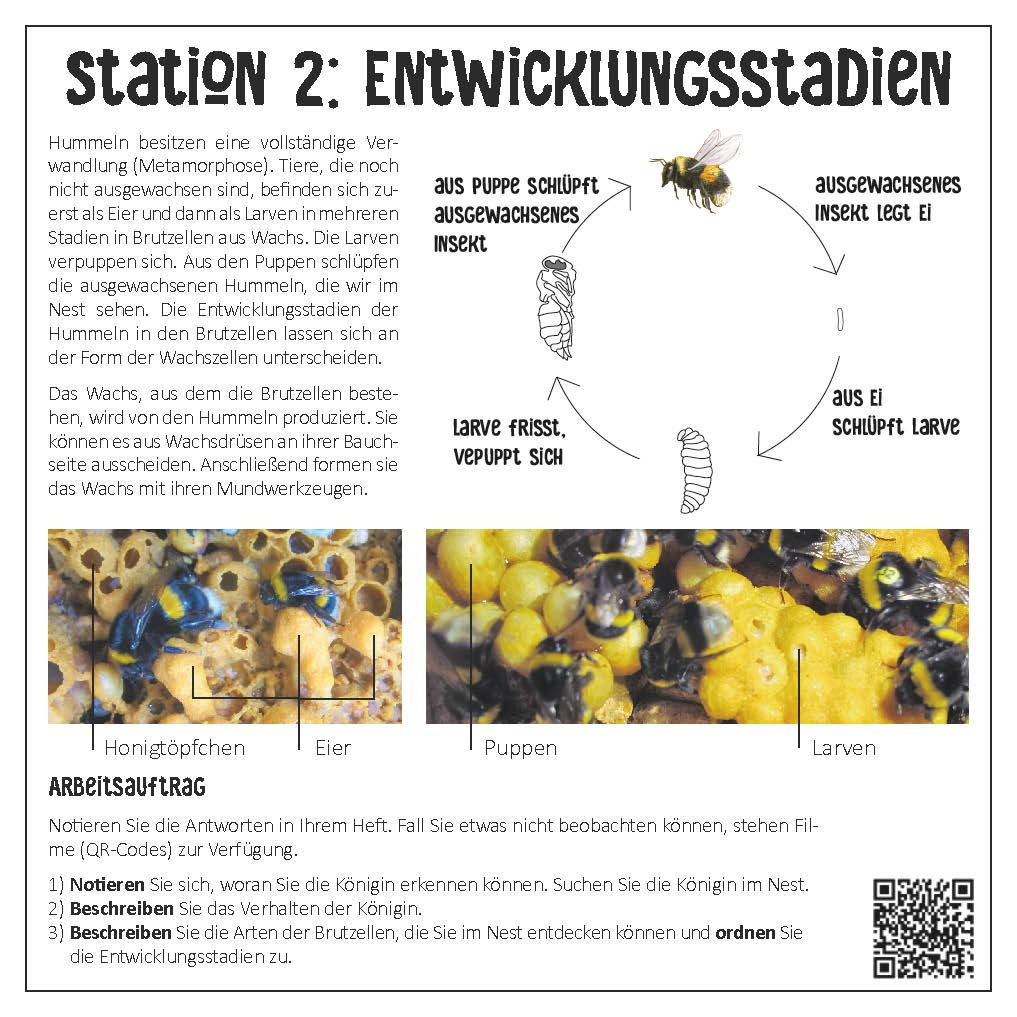 Station 2: Entwicklungsstadien
Hummeln besitzen eine vollständige Ver-
wandlung (Metamorphose). Tiere, die noch
nicht ausgewachsen sind, befinden sich zu-
erst als Eier und dann als Larven in mehreren
Stadien in Brutzellen aus Wachs. Die Larven
verpuppen sich. Aus den Puppen schlüpfen
die ausgewachsenen Hummeln, die wir im
Nest sehen. Die Entwicklungsstadien der
Hummeln in den Brutzellen lassen sich an
der Form der Wachszellen unterscheiden.
Das Wachs, aus dem die Brutzellen beste-
hen, wird von den Hummeln produziert. Sie
können es aus Wachsdrüsen an ihrer Bauch-
seite ausscheiden. Anschließend formen sie
das Wachs mit ihren Mundwerkzeugen.
aus Puppe schlüpft
ausgewachsenes
Insekt
ausgewachsenes
Insekt legt Ei
aus Ei
schlüpft Larve
Larve frisst,
vepuppt sich
Honigtöpfchen
Eier
Puppen
Larven
Arbeitsauftrag
Notieren Sie die Antworten in Ihrem Heft. Fall Sie etwas nicht beobachten können, stehen Fil-
me (QR-Codes) zur Verfügung.
1) Notieren Sie sich, woran Sie die Königin erkennen können. Suchen Sie die Königin im Nest.
2) Beschreiben Sie das Verhalten der Königin.
3) Beschreiben Sie die Arten der Brutzellen, die Sie im Nest entdecken können und ordnen Sie
die Entwicklungsstadien zu.